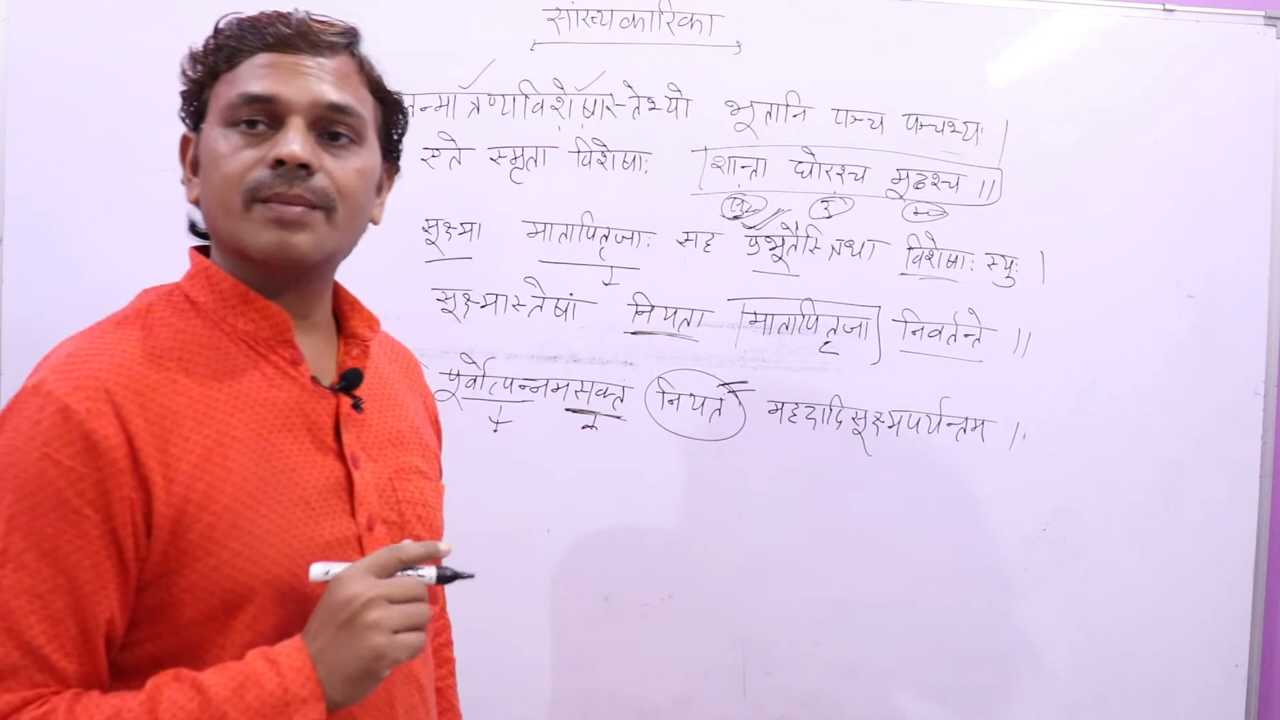 सांख्यकारिका
तन्मात्रण्याविशेषास्तेभ्यो भूतानि पञ्च पञ्चभ्यः |
एते स्मृता विशेषाः शान्ता घोरश्च मूढश्च ||
सूक्ष्मा मातापितृजाः सह प्रभूतैस्त्रिथा विशेषाः स्युः |
सूक्ष्मास्तेषां नियता मातापितृजा निवर्तन्ते ||
पूर्वोत्पन्नमसक्तं नियतं महदादिसूक्ष्मपर्यन्तम |